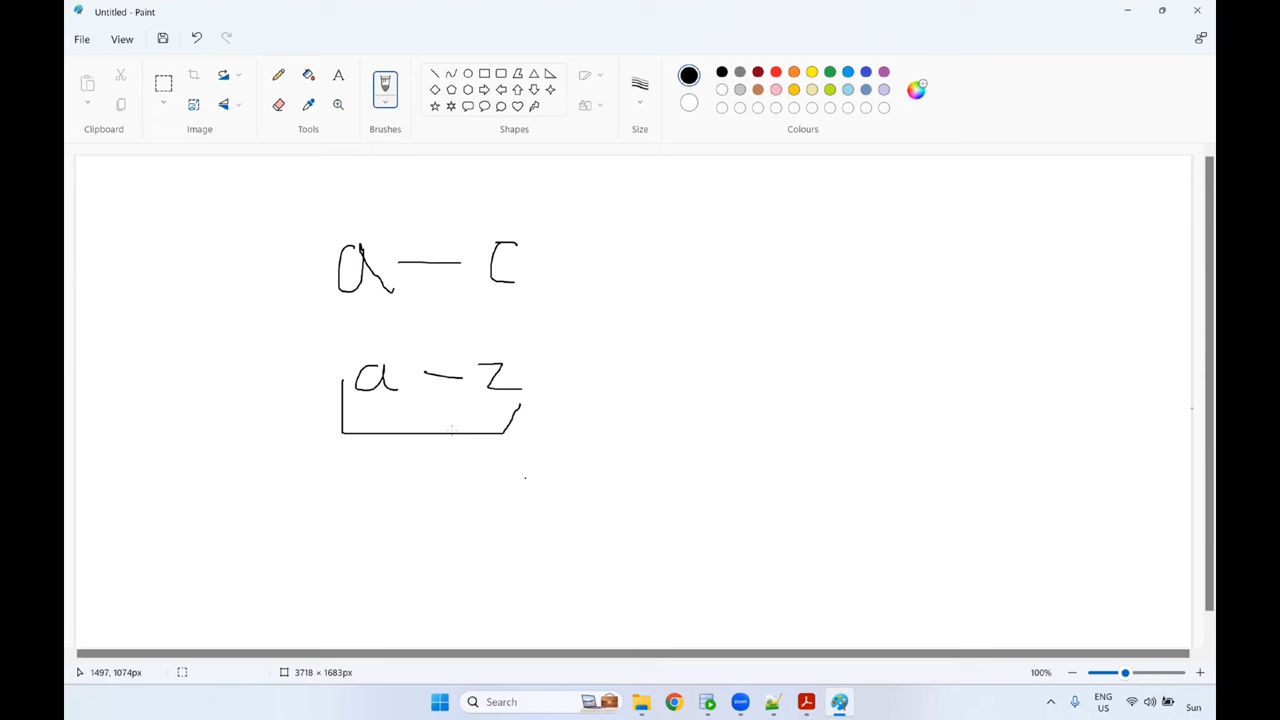 Untitled - Paint
File View
Clipboard Image Tools Brushes Shapes Size Colours
a — c
a — z
1497, 1074px 3718 × 1683px 100%
Search ENG
US Sun